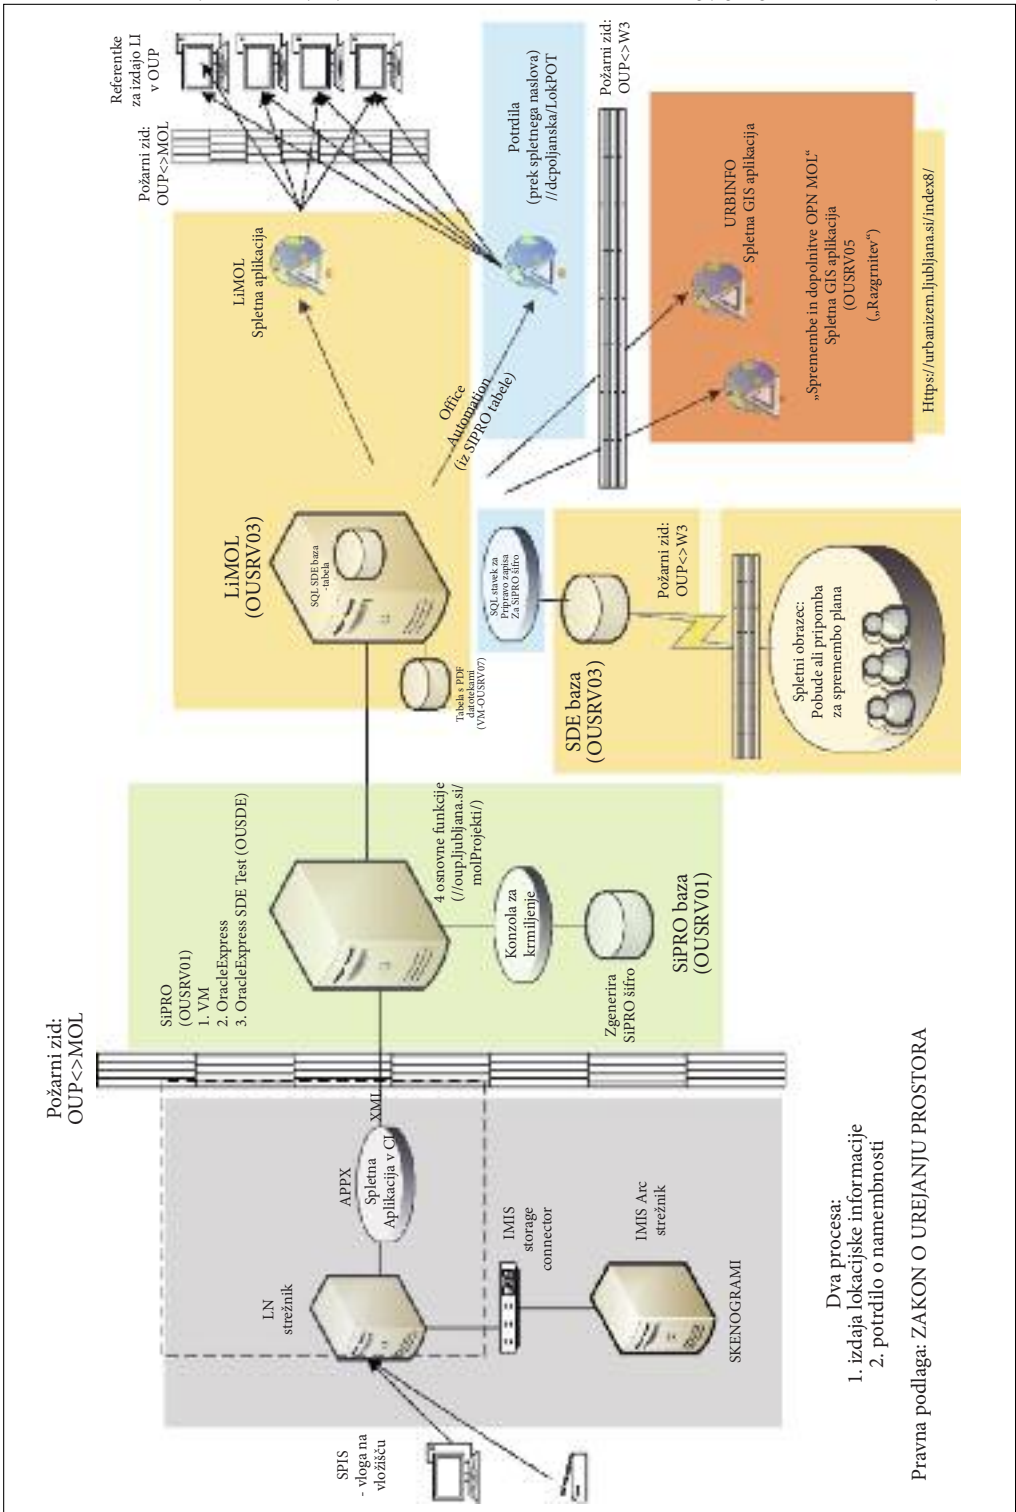 Požarni zid:
OUP<>MOL
SPIS
- vloga na
vložišču
LN
strežnik
APPX
Spletna
Aplikacija v CI
XML
IMIS
storage
connector
IMIS Arc
strežnik
SKENOGRAMI
SiPRO
(OUSRV01)
1. VM
2. OracleExpress
3. OracleExpress SDE Test (OUSDE)
4 osnovne funkcije
(//oup.ljubljana.si/
molProjekti/)
Konzola za
krmiljenje
Zgenerira
SiPRO šifro
SiPRO baza
(OUSRV01)
LiMOL
(OUSRV03)
SQL SDE baza
-tabela
Tabela s PDF
datotekami
(VM-OUSRV07)
SQL stavek za
Pripravo zapisa
Za SiPRO šifro
SDE baza
(OUSRV03)
Požarni zid:
OUP<>W3
Spletni obrazec:
Pobude ali pripomba
za spremembo plana
LiMOL
Spletna aplikacija
Office
Automation
(iz SIPRO tabele)
Požarni zid:
OUP<>MOL
Referentke
za izdajo LI
v OUP
Potrdila
(prek spletnega naslova)
//dcpoljanska/LokPOT
Požarni zid:
OUP<>W3
URBINFO
Spletna GIS aplikacija
„Spremembe in dopolnitve OPN MOL“
Spletna GIS aplikacija
(OUSRV05
(„Razgrnitev“)
Https://urbanizem.ljubljana.si/index8/
Dva procesa:
1. izdaja lokacijske informacije
2. potrdilo o namembnosti
Pravna podlaga: ZAKON O UREJANJU PROSTORA